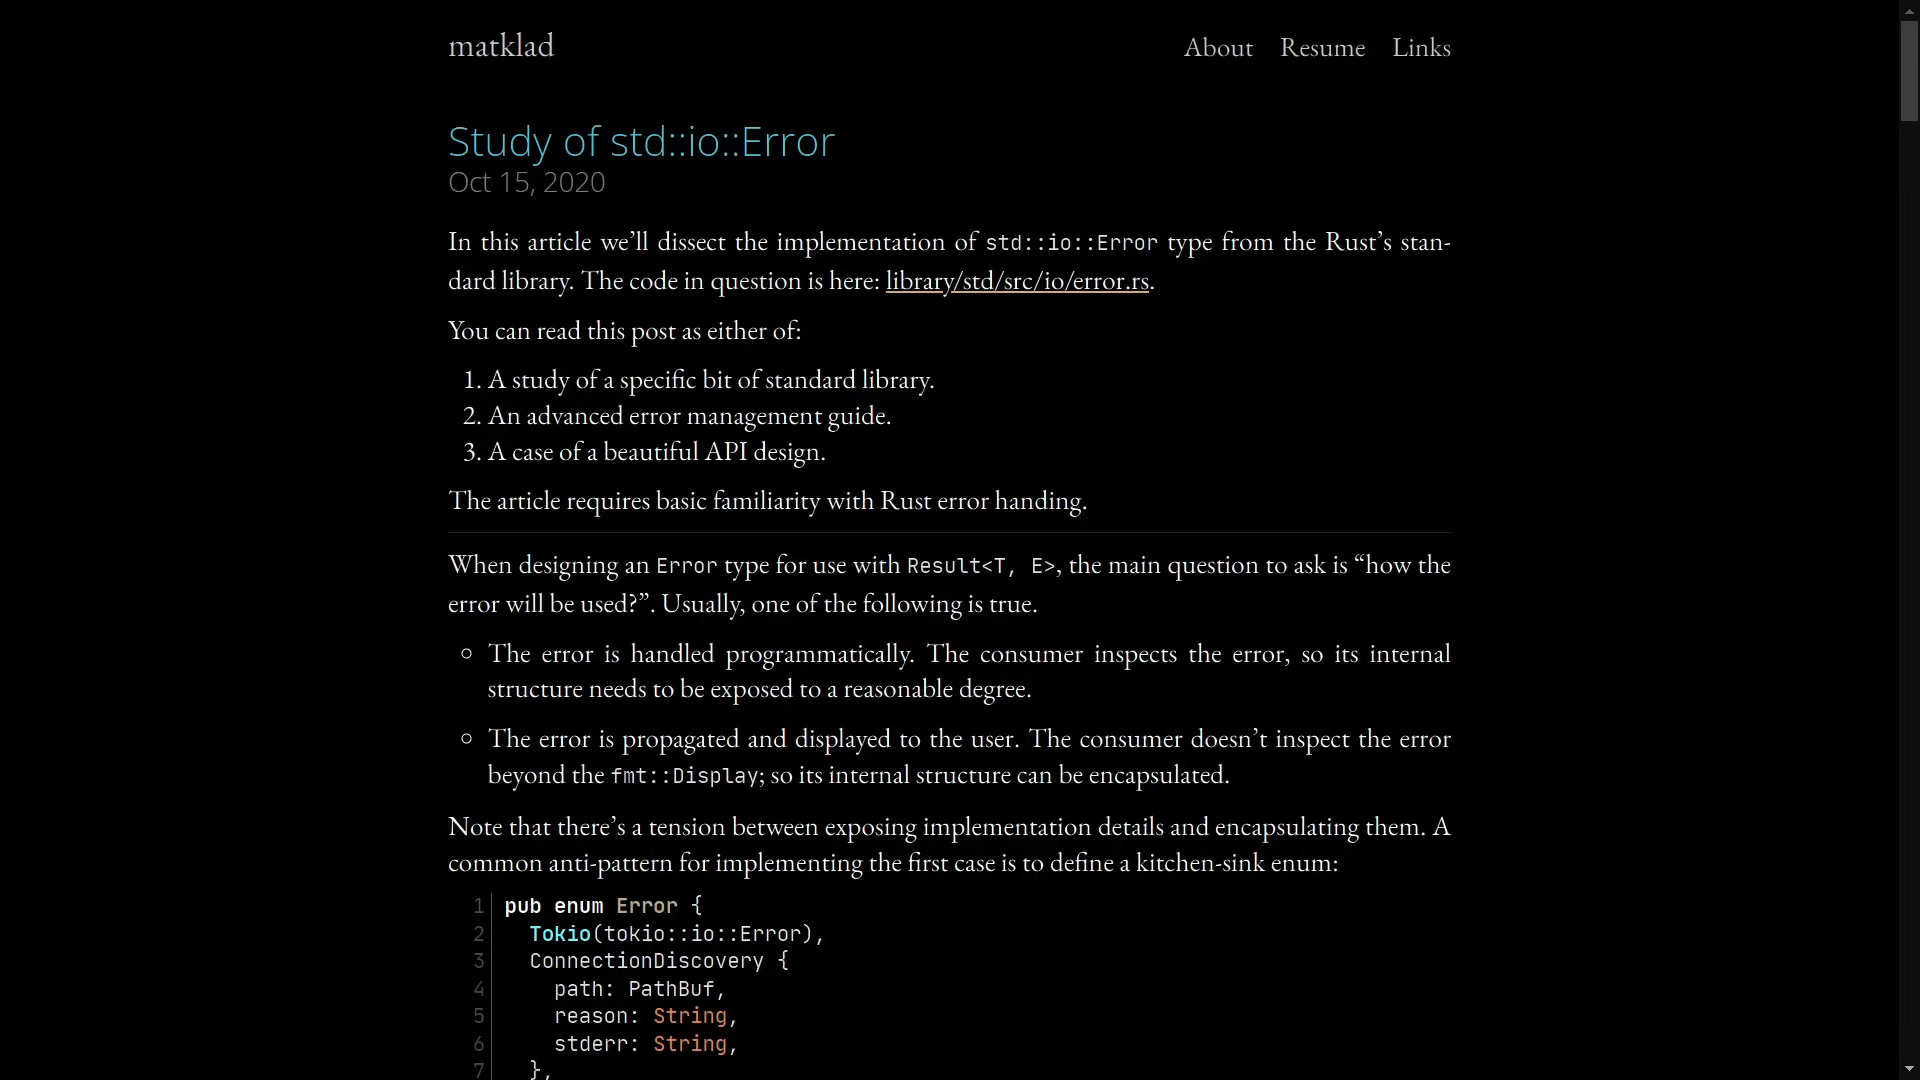 matklad
About Resume Links
Study of std::io::Error
Oct 15, 2020
In this article we’ll dissect the implementation of std::io::Error type from the Rust’s stan-
dard library. The code in question is here: library/std/src/io/error.rs.
You can read this post as either of:
1. A study of a specific bit of standard library.
2. An advanced error management guide.
3. A case of a beautiful API design.
The article requires basic familiarity with Rust error handing.
When designing an Error type for use with Result<T, E>, the main question to ask is “how the
error will be used?”. Usually, one of the following is true.
○ The error is handled programmatically. The consumer inspects the error, so its internal
structure needs to be exposed to a reasonable degree.
○ The error is propagated and displayed to the user. The consumer doesn’t inspect the error
beyond the fmt::Display; so its internal structure can be encapsulated.
Note that there’s a tension between exposing implementation details and encapsulating them. A
common anti-pattern for implementing the first case is to define a kitchen-sink enum:
1 pub enum Error {
2   Tokio(tokio::io::Error),
3   ConnectionDiscovery {
4     path: PathBuf,
5     reason: String,
6     stderr: String,
7   },